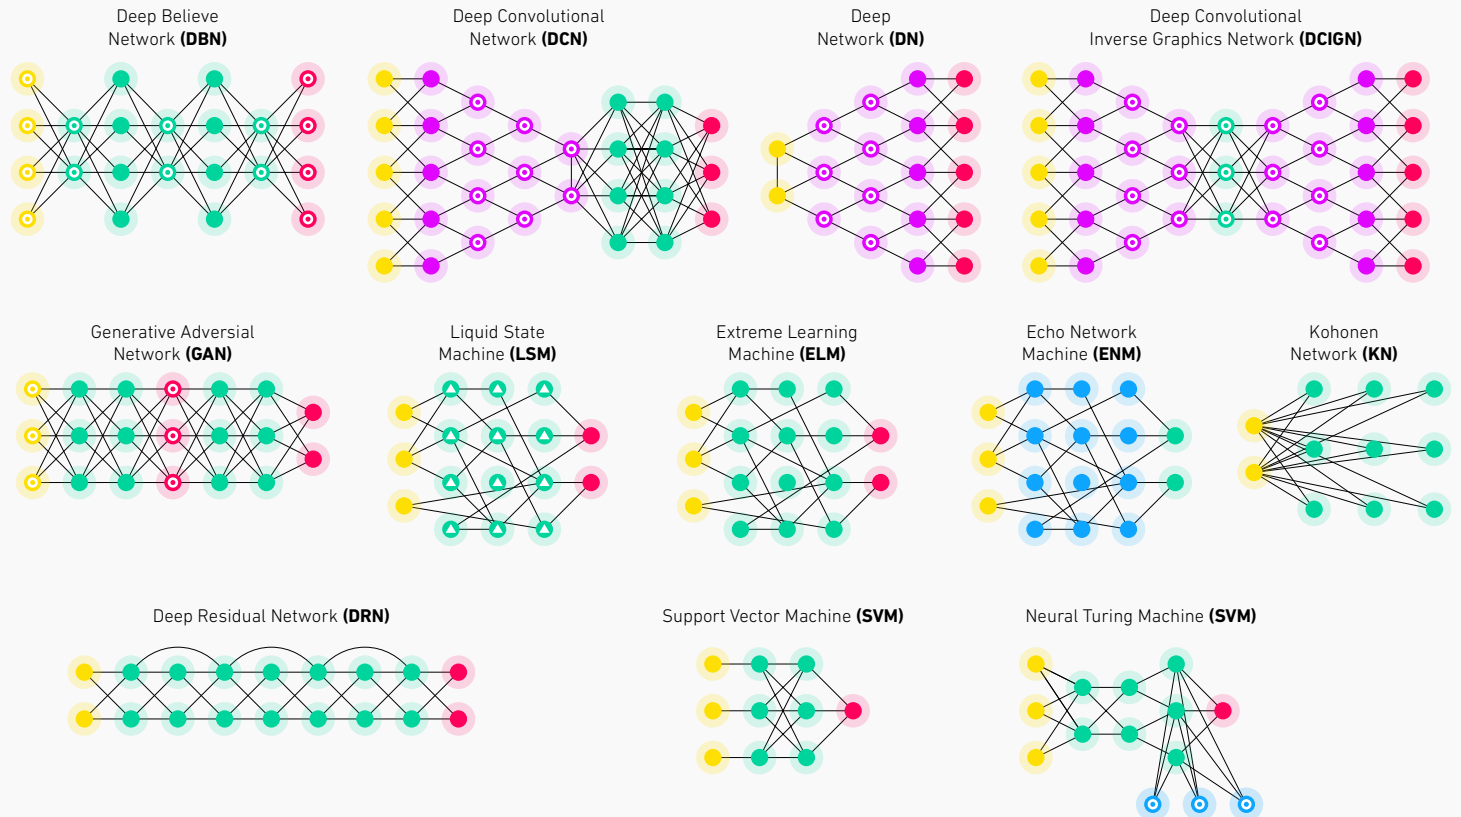 Deep Believe
Network (DBN)
Deep Convolutional
Network (DCN)
Deep
Network (DN)
Deep Convolutional
Inverse Graphics Network (DCIGN)
Generative Adversial
Network (GAN)
Liquid State
Machine (LSM)
Extreme Learning
Machine (ELM)
Echo Network
Machine (ENM)
Kohonen
Network (KN)
Deep Residual Network (DRN)
Support Vector Machine (SVM)
Neural Turing Machine (SVM)